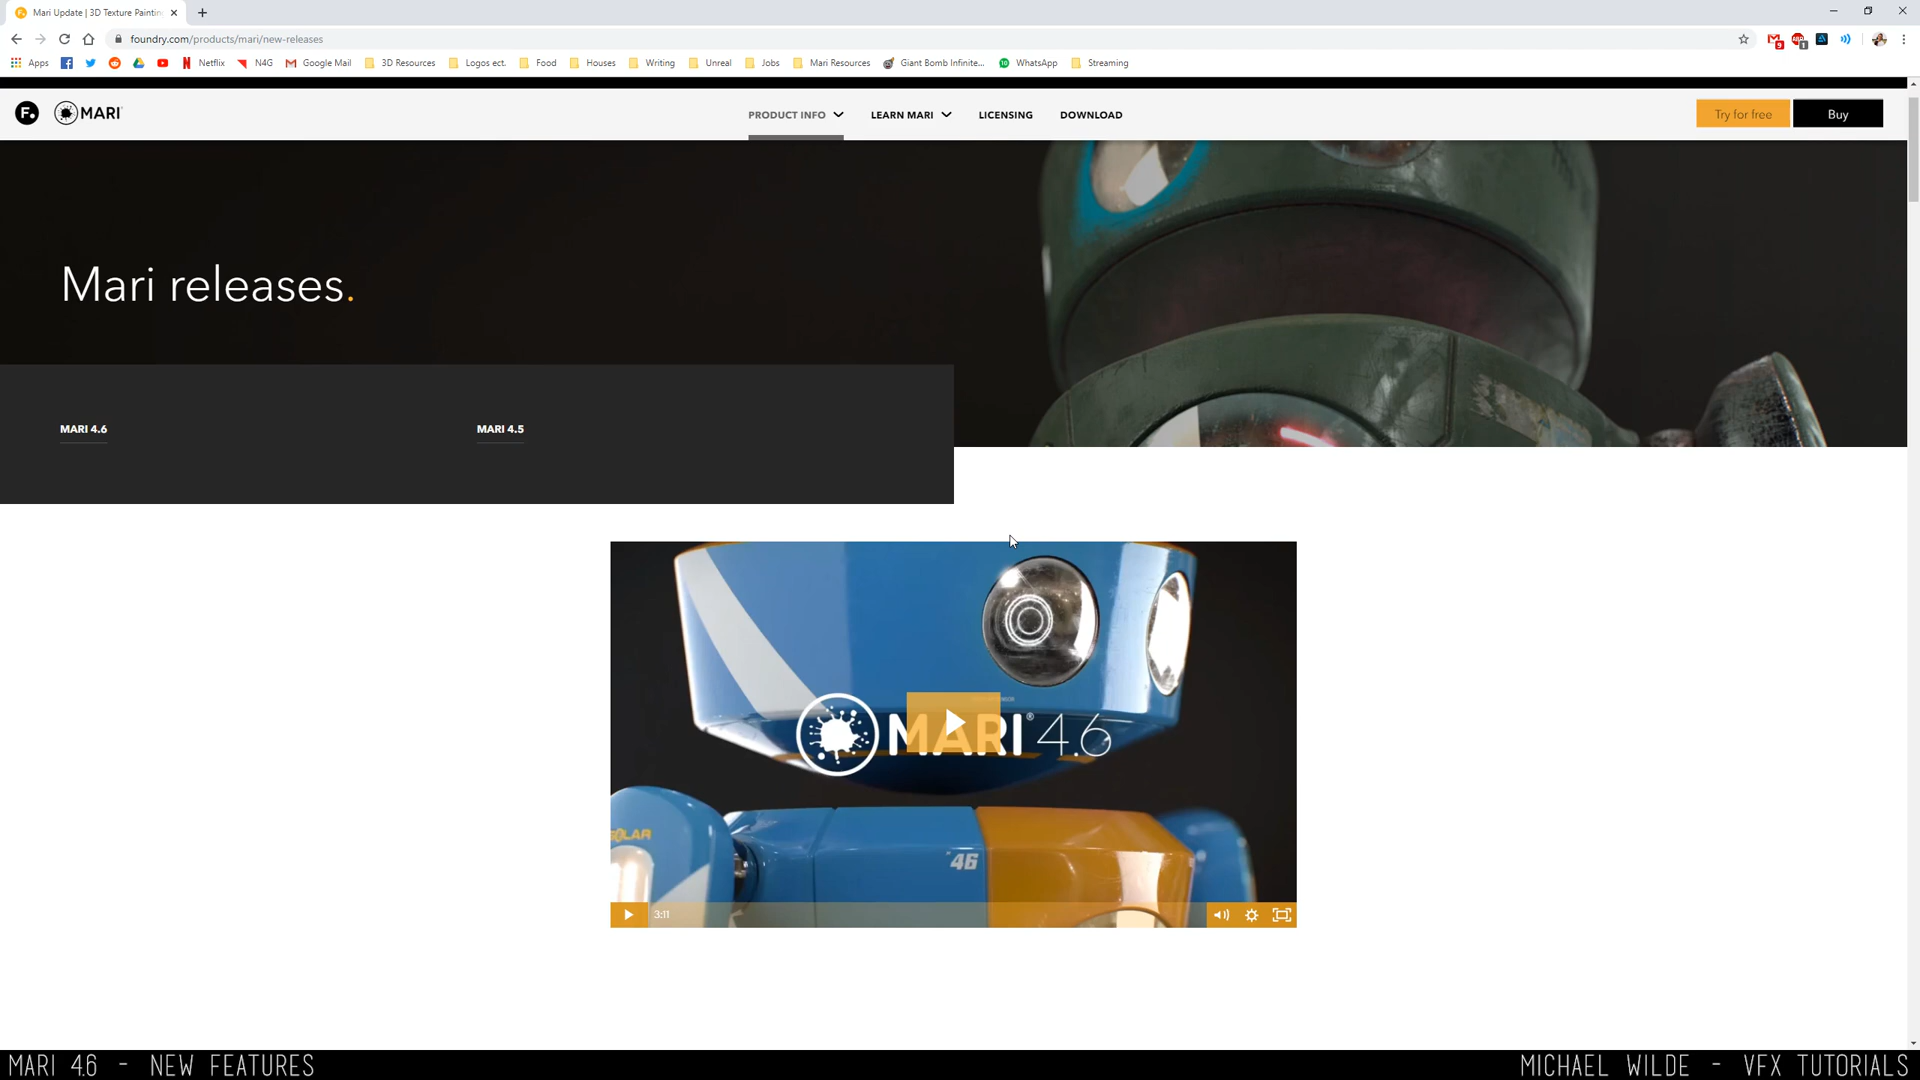 Mari Update | 3D Texture Paintin
foundry.com/products/mari/new-releases
Apps Netflix N4G Google Mail 3D Resources Logos ect. Food Houses Writing Unreal Jobs Mari Resources Giant Bomb Infinite... WhatsApp Streaming
F. MARI PRODUCT INFO LEARN MARI LICENSING DOWNLOAD Try for free Buy
Mari releases.
MARI 4.6 MARI 4.5
MARI® 4.6
SOLAR
46
3:11
MARI 4.6 - NEW FEATURES MICHAEL WILDE - VFX TUTORIALS